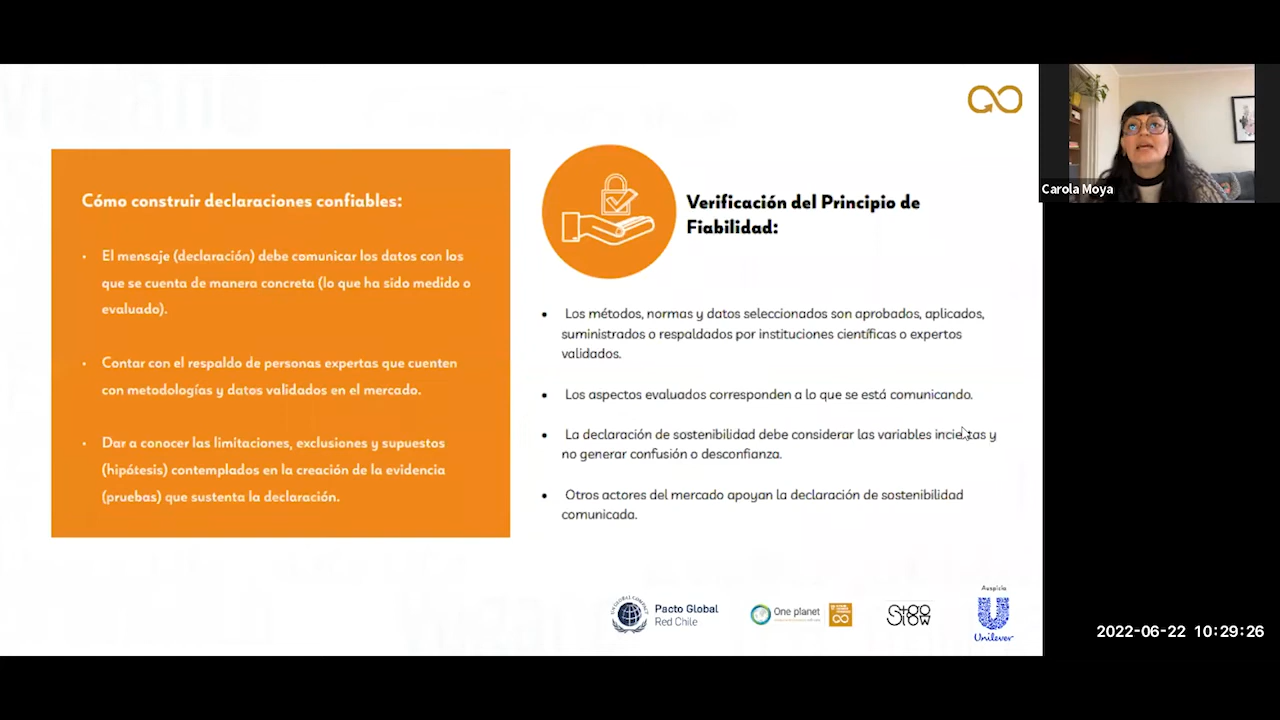 Cómo construir declaraciones confiables:
• El mensaje (declaración) debe comunicar los datos con los
que se cuenta de manera concreta (lo que ha sido medido o
evaluado).
• Contar con el respaldo de personas expertas que cuenten
con metodologías y datos validados en el mercado.
• Dar a conocer las limitaciones, exclusiones y supuestos
(hipótesis) contemplados en la creación de la evidencia
(pruebas) que sustenta la declaración.
Verificación del Principio de
Fiabilidad:
• Los métodos, normas y datos seleccionados son aprobados, aplicados,
suministrados o respaldados por instituciones científicas o expertos
validados.
• Los aspectos evaluados corresponden a lo que se está comunicando.
• La declaración de sostenibilidad debe considerar las variables inciertas y
no generar confusión o desconfianza.
• Otros actores del mercado apoyan la declaración de sostenibilidad
comunicada.
Pacto Global
Red Chile
One planet
Auspicia
Unilever
Carola Moya
2022-06-22 10:29:26